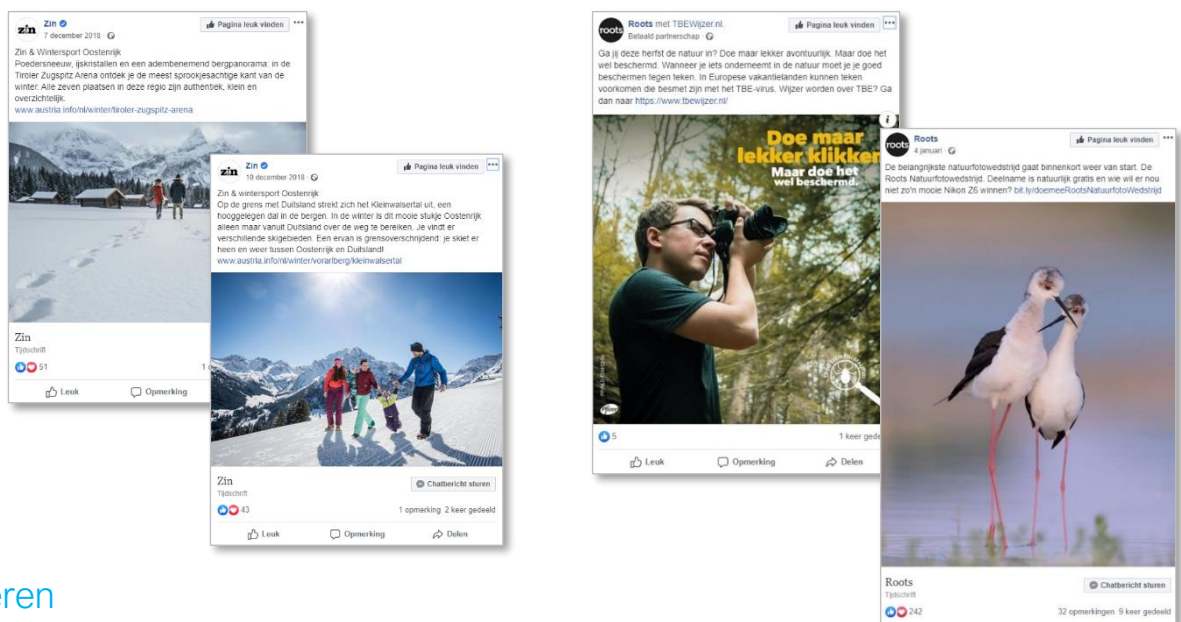 zin
Zin
Pagina leuk vinden
7 december 2018
Zin & Wintersport Oostenrijk
Poedersneeuw, ijskristallen en een adembenemend bergpanorama: in de
Tiroler Zugspitz Arena ontdek je de meest sprookjesachtige kant van de
winter. Alle zeven plaatsen in deze regio zijn authentiek, klein en
overzichtelijk.
www.austria.info/nl/winter/tiroler-zugspitz-arena
Zin
Tijdschrift
51
Leuk
Opmerking
zin
Zin
Pagina leuk vinden
10 december 2018
Zin & wintersport Oostenrijk
Op de grens met Duitsland strekt zich het Kleinwalsertal uit, een
hooggelegen dal in de bergen. In de winter is dit mooie stukje Oostenrijk
alleen maar vanuit Duitsland over de weg te bereiken. Je vindt er
verschillende skigebieden. Een ervan is grensoverschrijdend: je skiet er
heen en weer tussen Oostenrijk en Duitsland!
www.austria.info/nl/winter/vorarlberg/kleinwalsertal
Zin
Chatbericht sturen
Tijdschrift
43
1 opmerking 2 keer gedeeld
Leuk
Opmerking
Delen
roots
Roots met TBEWijzer.nl.
Pagina leuk vinden
Betaald partnerschap
Ga jij deze herfst de natuur in? Doe maar lekker avontuurlijk. Maar doe het
wel beschermd. Wanneer je iets onderneemt in de natuur moet je je goed
beschermen tegen teken. In Europese vakantielanden kunnen teken
voorkomen die besmet zijn met het TBE-virus. Wijzer worden over TBE? Ga
dan naar https://www.tbewijzer.nl/
Doe maar
lekker klikken
Maar doe het
wel beschermd.
Pfizer
5
1 keer gede
Leuk
Opmerking
Delen
roots
Roots
Pagina leuk vinden
4 januari
De belangrijkste natuurfotowedstrijd gaat binnenkort weer van start. De
Roots Natuurfotowedstrijd. Deelname is natuurlijk gratis en wie wil er nou
niet zo'n mooie Nikon Z6 winnen? bit.ly/doemeeRootsNatuurfotoWedstrijd
Roots
Chatbericht sturen
Tijdschrift
242
32 opmerkingen 9 keer gedeeld
eren